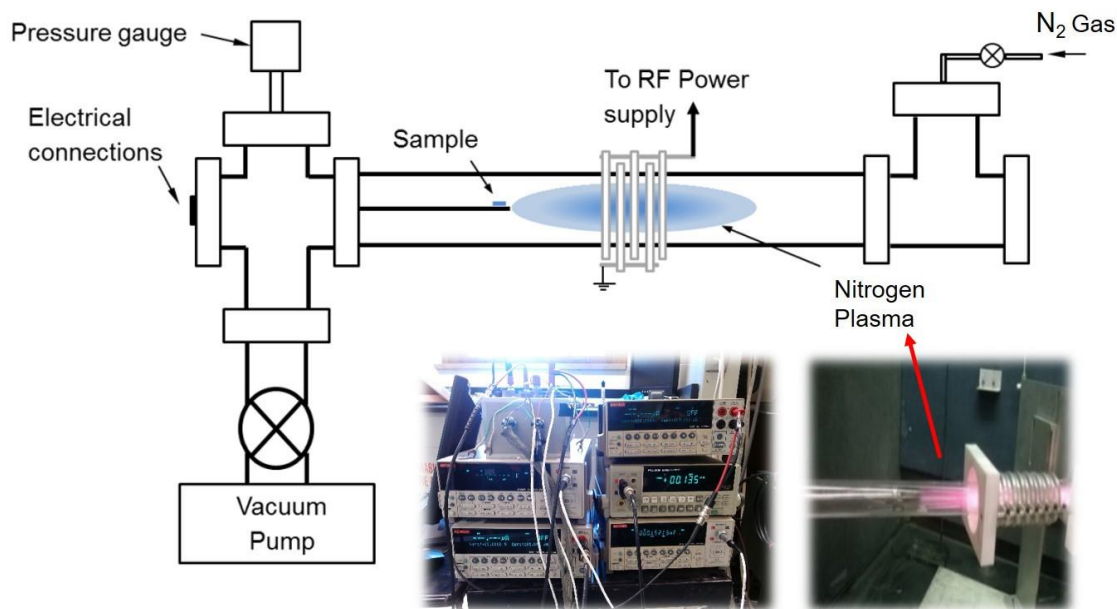 Pressure gauge
N₂ Gas
To RF Power
supply
Electrical
connections
Sample
Nitrogen
Plasma
Vacuum
Pump